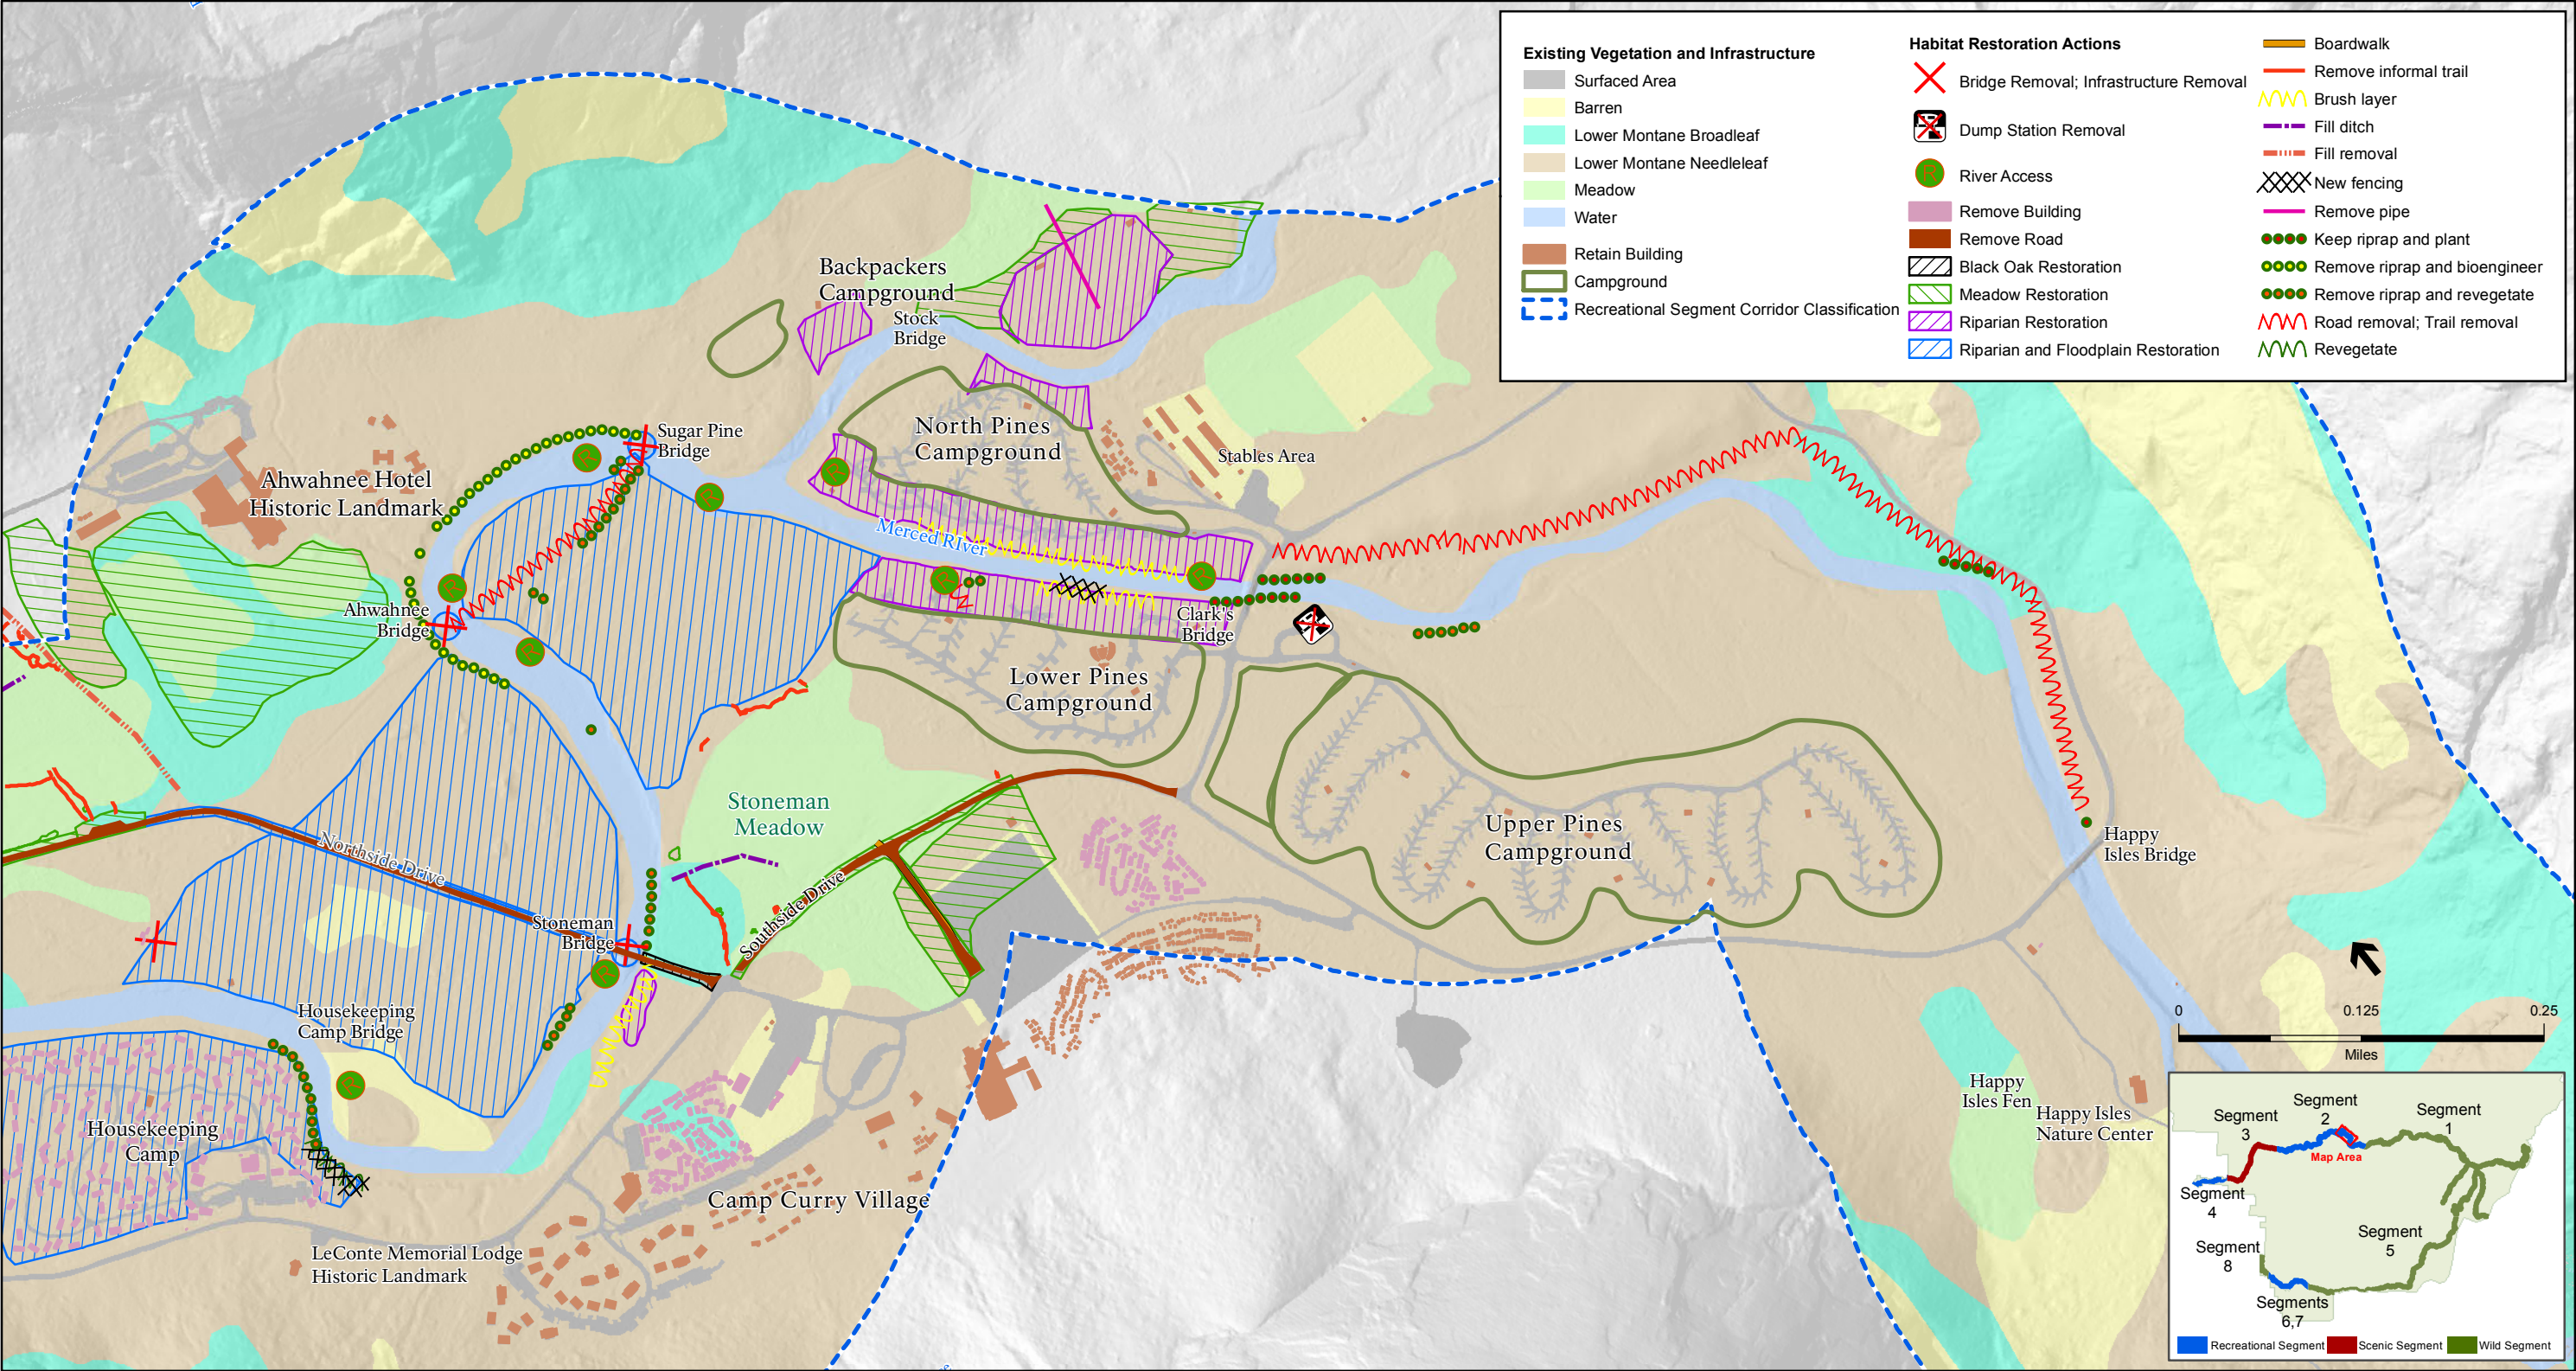 Existing Vegetation and Infrastructure
Surfaced Area
Barren
Lower Montane Broadleaf
Lower Montane Needleleaf
Meadow
Water
Retain Building
Campground
Recreational Segment Corridor Classification
Habitat Restoration Actions
Bridge Removal; Infrastructure Removal
Dump Station Removal
R
River Access
Remove Building
Remove Road
Black Oak Restoration
Meadow Restoration
Riparian Restoration
Riparian and Floodplain Restoration
Boardwalk
Remove informal trail
Brush layer
Fill ditch
Fill removal
New fencing
Remove pipe
Keep riprap and plant
Remove riprap and bioengineer
Remove riprap and revegetate
Road removal; Trail removal
Revegetate
Backpackers
Campground
Stock
Bridge
North Pines
Campground
Sugar Pine
Bridge
Stables Area
Ahwahnee Hotel
Historic Landmark
Merced RIver
Ahwahnee
Bridge
Clark's
Bridge
Lower Pines
Campground
Stoneman
Meadow
Upper Pines
Campground
Happy
Isles Bridge
Northside Drive
Southside Drive
Stoneman
Bridge
Housekeeping
Camp Bridge
Housekeeping
Camp
Camp Curry Village
LeConte Memorial Lodge
Historic Landmark
Happy
Isles Fen
Happy Isles
Nature Center
0
0.125
0.25
Miles
Segment
2
Segment
3
Segment
1
Map Area
Segment
4
Segment
5
Segment
8
Segments
6,7
Recreational Segment
Scenic Segment
Wild Segment